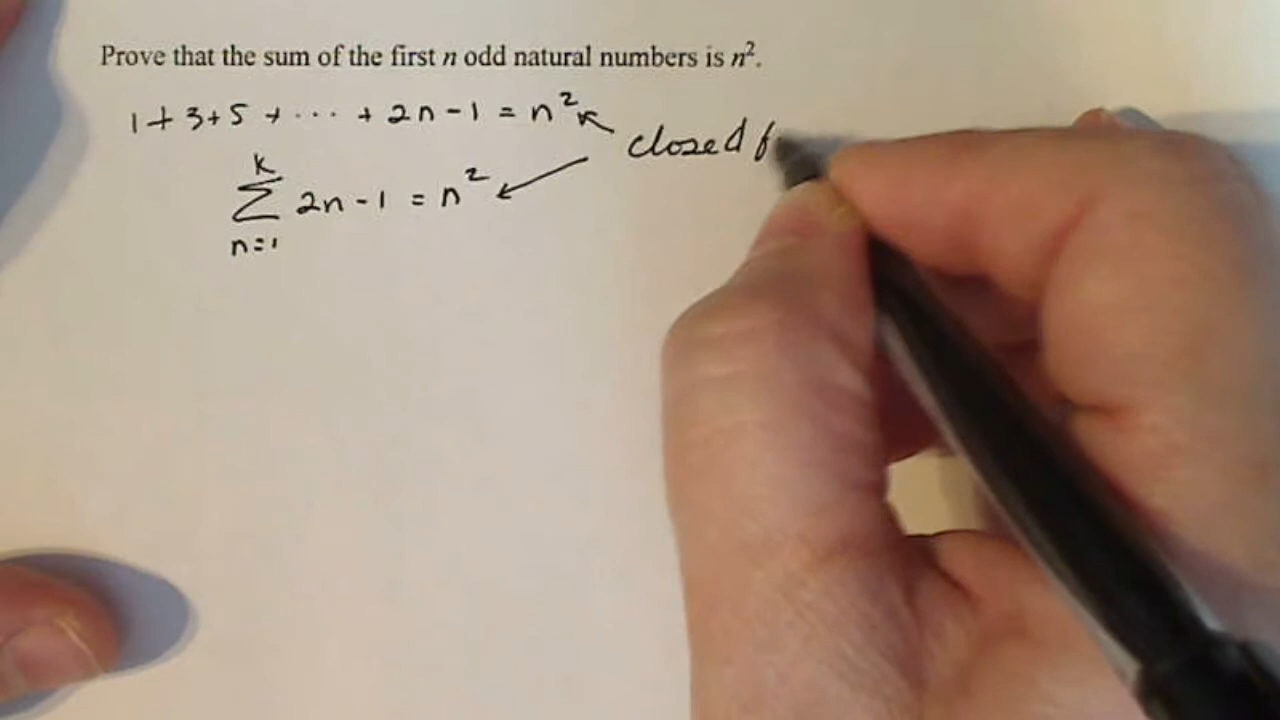 Prove that the sum of the first n odd natural numbers is n².
1+3+5+···+2n-1=n²
closed f
k
∑ 2n-1=n²
n=1